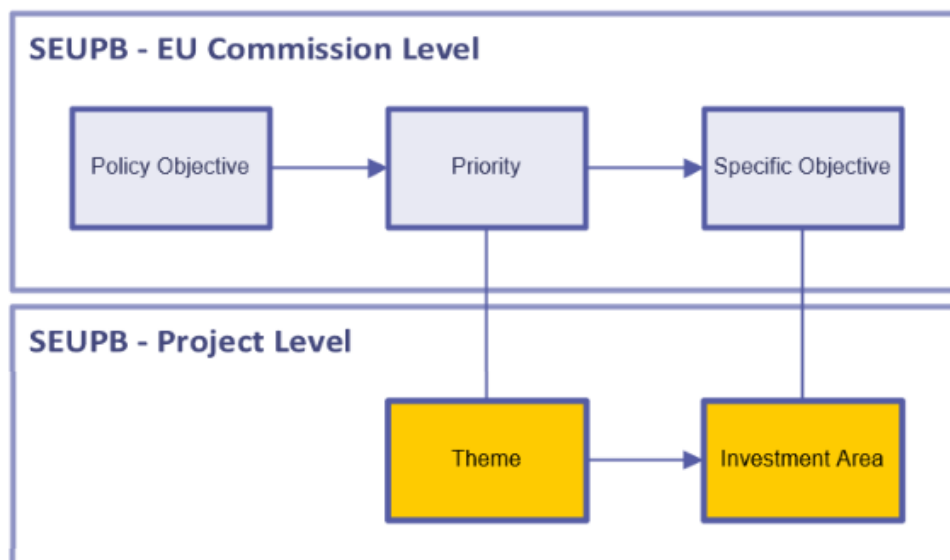 SEUPB - EU Commission Level
Policy Objective
Priority
Specific Objective
SEUPB - Project Level
Theme
Investment Area